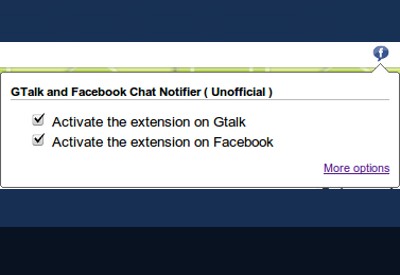 GTalk and Facebook Chat Notifier ( Unofficial )
Activate the extension on Gtalk
Activate the extension on Facebook
More options